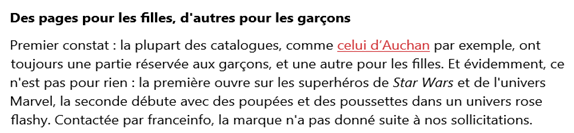 Des pages pour les filles, d'autres pour les garçons
Premier constat : la plupart des catalogues, comme celui d'Auchan par exemple, ont
toujours une partie réservée aux garçons, et une autre pour les filles. Et évidemment, ce
n'est pas pour rien : la première ouvre sur les superhéros de Star Wars et de l'univers
Marvel, la seconde débute avec des poupées et des poussettes dans un univers rose
flashy. Contactée par franceinfo, la marque n'a pas donné suite à nos sollicitations.